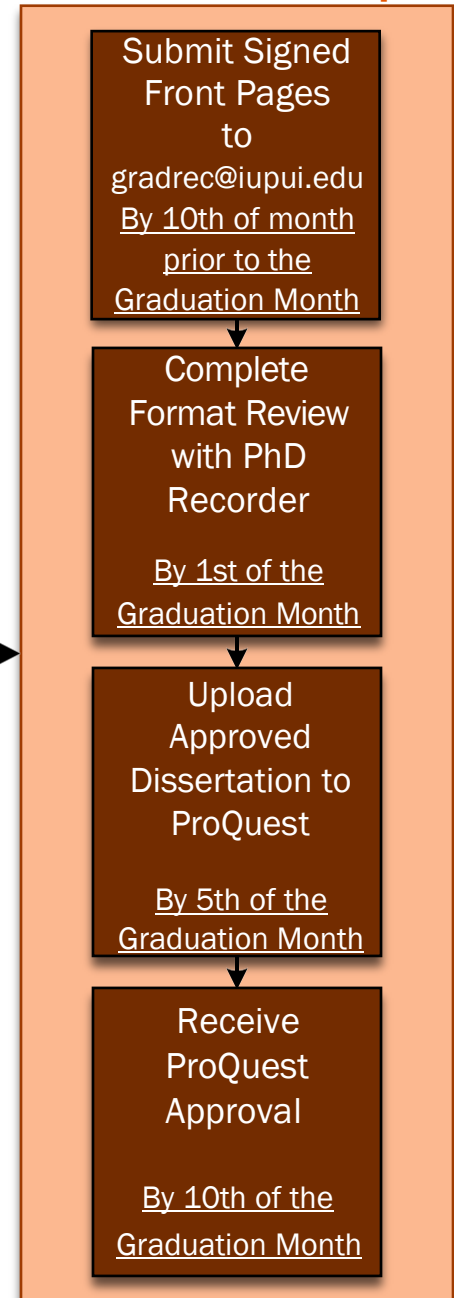 Submit Signed
Front Pages
to
gradrec@iupui.edu
By 10th of month
prior to the
Graduation Month
Complete
Format Review
with PhD
Recorder
By 1st of the
Graduation Month
Upload
Approved
Dissertation to
ProQuest
By 5th of the
Graduation Month
Receive
ProQuest
Approval
By 10th of the
Graduation Month